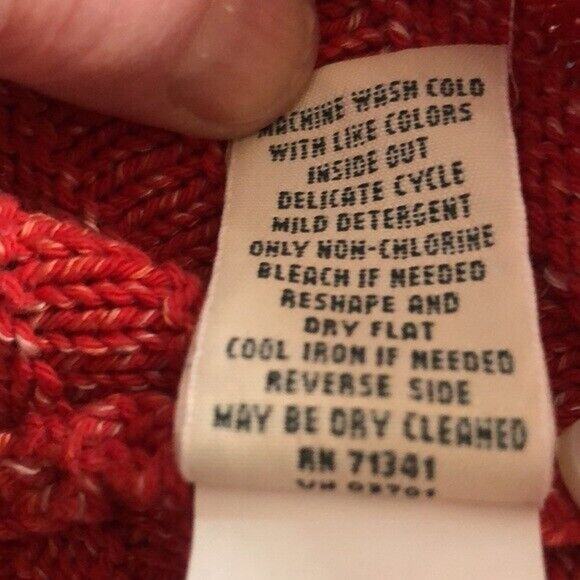 MACHINE WASH COLD
WITH LIKE COLORS
INSIDE OUT
DELICATE CYCLE
MILD DETERGENT
ONLY NON-CHLORINE
BLEACH IF NEEDED
RESHAPE AND
DRY FLAT
COOL IRON IF NEEDED
REVERSE SIDE
MAY BE DRY CLEANED
RN 71341